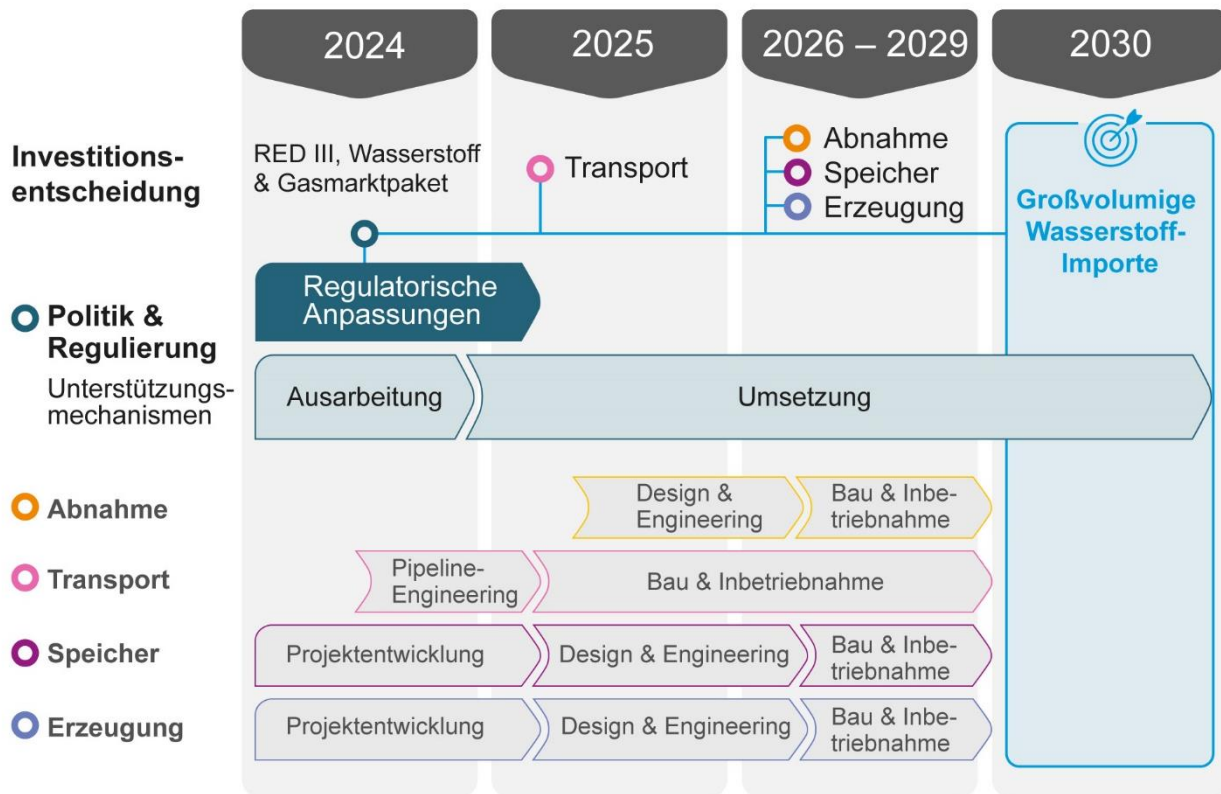 2024
2025
2026 – 2029
2030
Investitions-
entscheidung
RED III, Wasserstoff
& Gasmarktpaket
Transport
Abnahme
Speicher
Erzeugung
Großvolumige
Wasserstoff-
Importe
Politik &
Regulierung
Unterstützungs-
mechanismen
Regulatorische
Anpassungen
Ausarbeitung
Umsetzung
Abnahme
Design &
Engineering
Bau & Inbe-
triebnahme
Transport
Pipeline-
Engineering
Bau & Inbetriebnahme
Speicher
Projektentwicklung
Design & Engineering
Bau & Inbe-
triebnahme
Erzeugung
Projektentwicklung
Design & Engineering
Bau & Inbe-
triebnahme